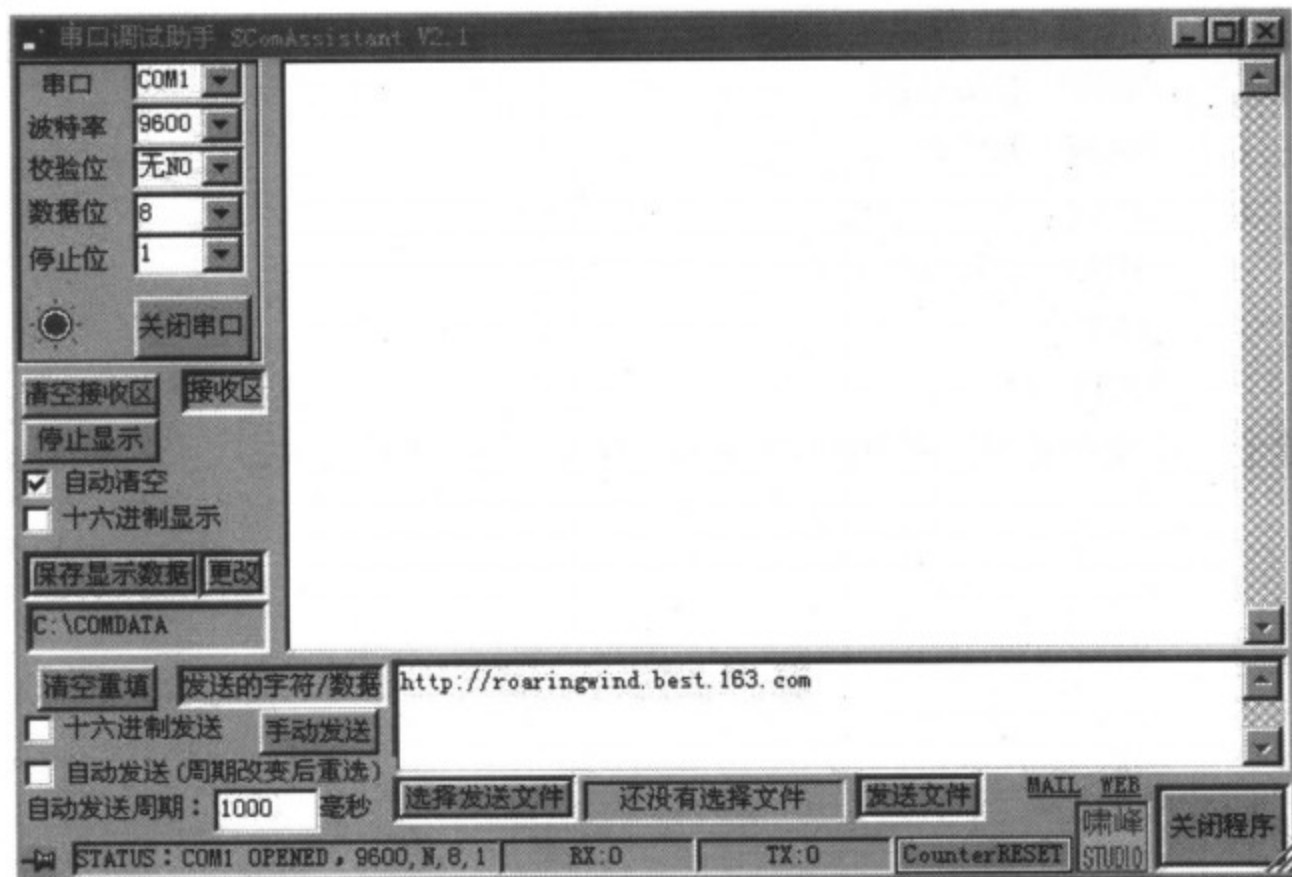 串口调试助手 SComAssistant V2.1
串口 COM1
波特率 9600
校验位 无NO
数据位 8
停止位 1
关闭串口
清空接收区 接收区
停止显示
自动清空
十六进制显示
保存显示数据 更改
C:\COMDATA
清空重填 发送的字符/数据 http://roaringwind.best.163.com
十六进制发送 手动发送
自动发送(周期改变后重选)
自动发送周期: 1000 毫秒 选择发送文件 还没有选择文件 发送文件 MAIL WEB
啸峰 STUDIO 关闭程序
STATUS:COM1 OPENED,9600,N,8,1 RX:0 TX:0 CounterRESET